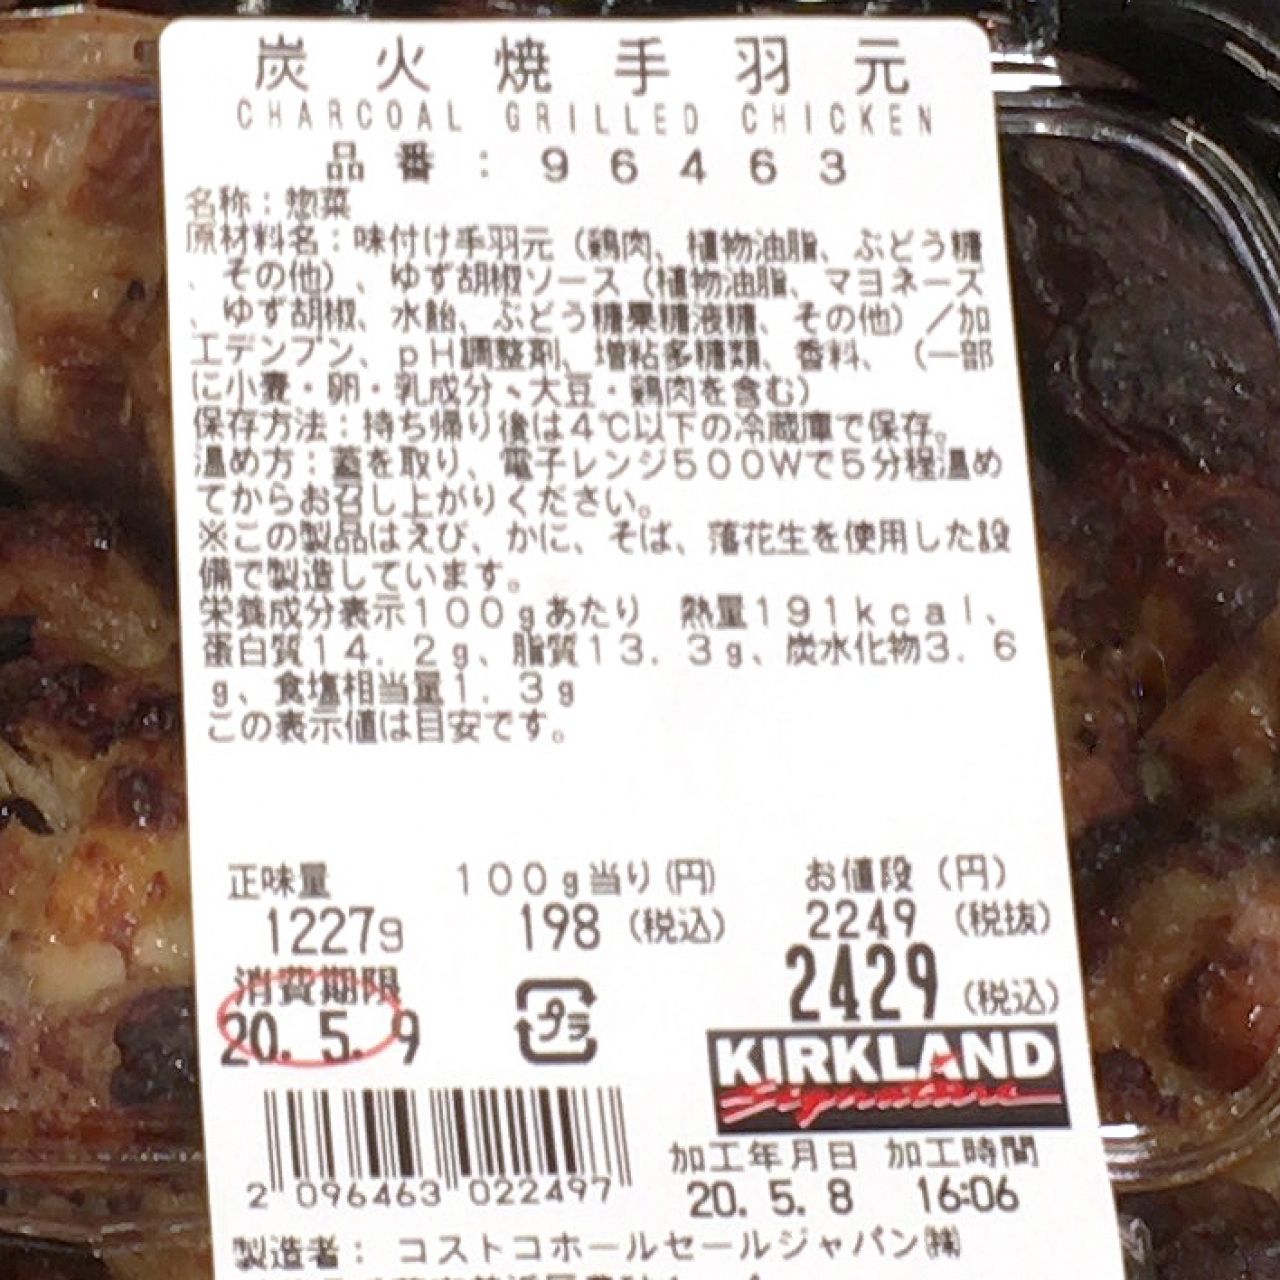 炭火焼手羽元
CHARCOAL GRILLED CHICKEN
品番：96463
名称：惣菜
原材料名：味付け手羽元（鶏肉、植物油脂、ぶどう糖
、その他）、ゆず胡椒ソース（植物油脂、マヨネーズ
、ゆず胡椒、水飴、ぶどう糖果糖液糖、その他）／加
工デンプン、ｐＨ調整剤、増粘多糖類、香料、（一部
に小麦・卵・乳成分・大豆・鶏肉を含む）
保存方法：持ち帰り後は４℃以下の冷蔵庫で保存。
温め方：蓋を取り、電子レンジ５００Ｗで５分程温め
てからお召し上がりください。
※この製品はえび、かに、そば、落花生を使用した設
備で製造しています。
栄養成分表示１００ｇあたり　熱量１９１ｋｃａｌ、
蛋白質１４．２ｇ、脂質１３．３ｇ、炭水化物３．６
ｇ、食塩相当量１．３ｇ
この表示値は目安です。
正味量 100g当り(円) お値段（円）
1227g 198（税込） 2249（税抜）
2429（税込）
消費期限
20. 5. 9
プラ
KIRKLAND
Signature
2 096463 022497
加工年月日 加工時間
20. 5. 8 16:06
製造者： コストコホールセールジャパン㈱